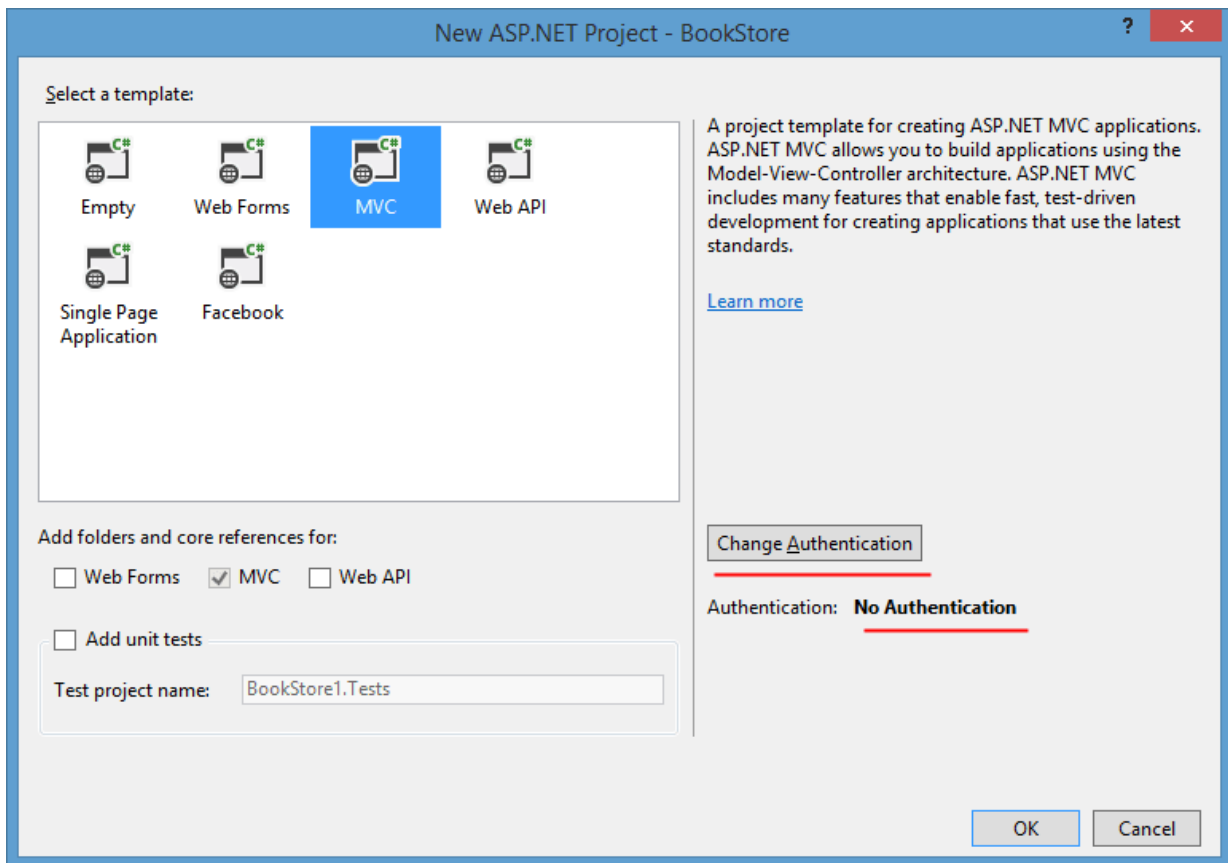 New ASP.NET Project - BookStore
?
Select a template:
C# C# C# C#
Empty Web Forms MVC Web API
C# C#
Single Page Facebook
Application
A project template for creating ASP.NET MVC applications.
ASP.NET MVC allows you to build applications using the
Model-View-Controller architecture. ASP.NET MVC
includes many features that enable fast, test-driven
development for creating applications that use the latest
standards.
Learn more
Add folders and core references for:
Web Forms MVC Web API
Add unit tests
Test project name: BookStore1.Tests
Change Authentication
Authentication: No Authentication
OK Cancel